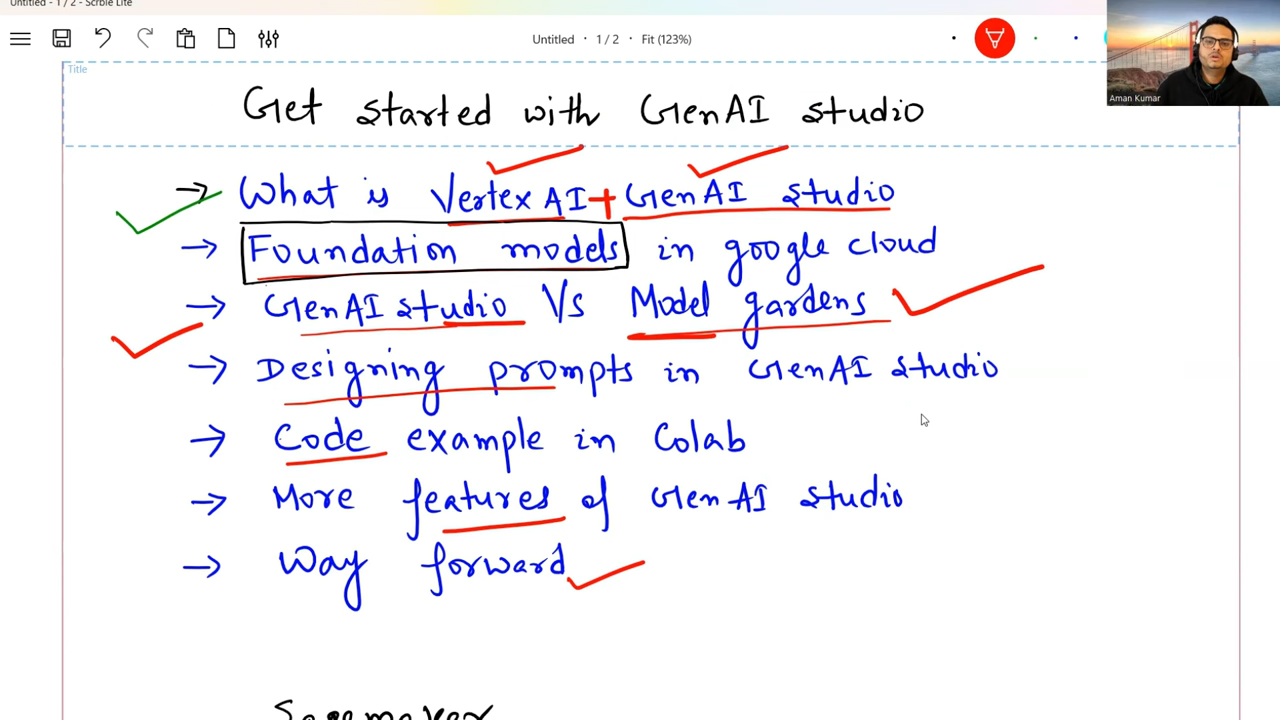 Untitled - 1 / 2 - Scrble Lite
Untitled • 1 / 2 • Fit (123%)
Aman Kumar
Title
Get started with GenAI studio
→ What is Vertex AI + GenAI studio
→ Foundation models in google cloud
→ GenAI studio Vs Model gardens
→ Designing prompts in GenAI studio
→ Code example in Colab
→ More features of GenAI studio
→ Way forward